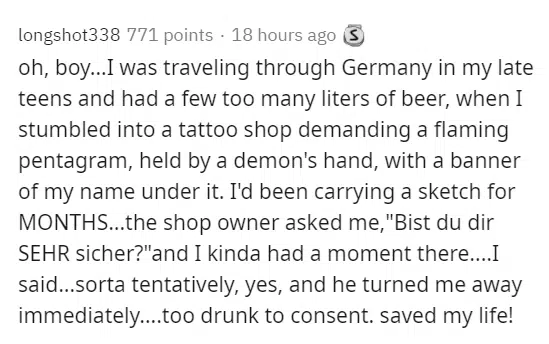 longshot338 771 points · 18 hours ago S
oh, boy...I was traveling through Germany in my late
teens and had a few too many liters of beer, when I
stumbled into a tattoo shop demanding a flaming
pentagram, held by a demon's hand, with a banner
of my name under it. I'd been carrying a sketch for
MONTHS...the shop owner asked me,"Bist du dir
SEHR sicher?"and I kinda had a moment there....I
said...sorta tentatively, yes, and he turned me away
immediately....too drunk to consent. saved my life!